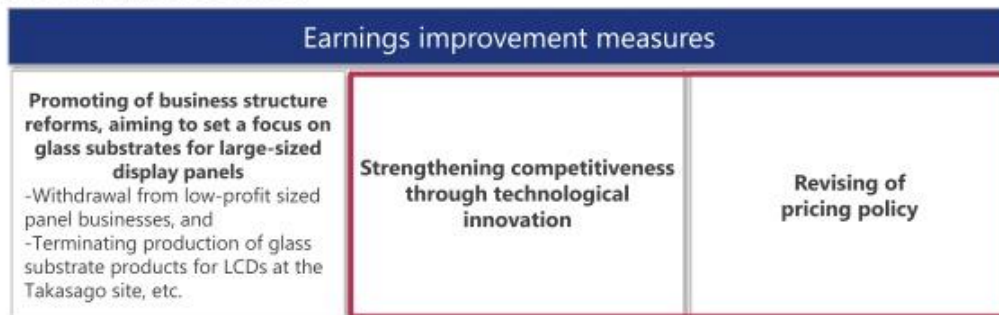 Earnings improvement measures
Promoting of business structure
reforms, aiming to set a focus on
glass substrates for large-sized
display panels
-Withdrawal from low-profit sized
panel businesses, and
-Terminating production of glass
substrate products for LCDs at the
Takasago site, etc.
Strengthening competitiveness
through technological
innovation
Revising of
pricing policy